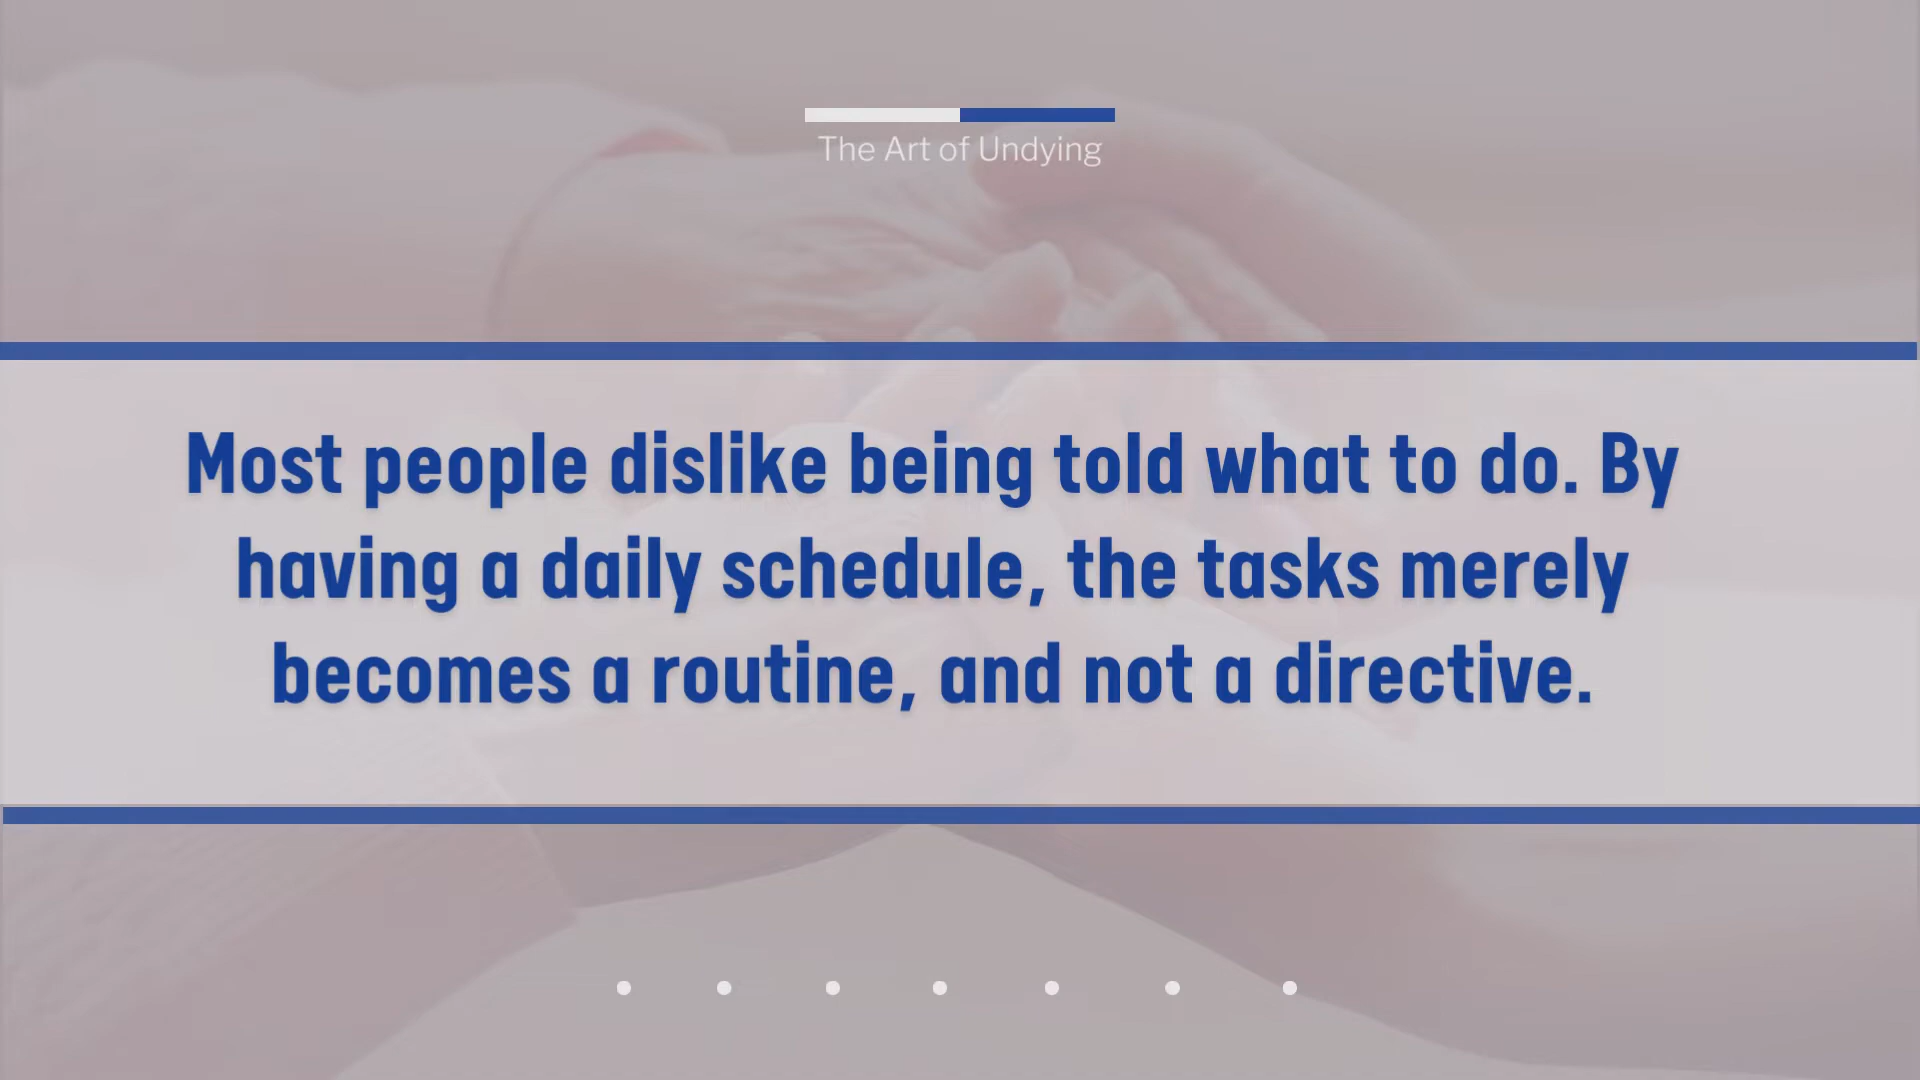 The Art of Undying
Most people dislike being told what to do. By
having a daily schedule, the tasks merely
becomes a routine, and not a directive.